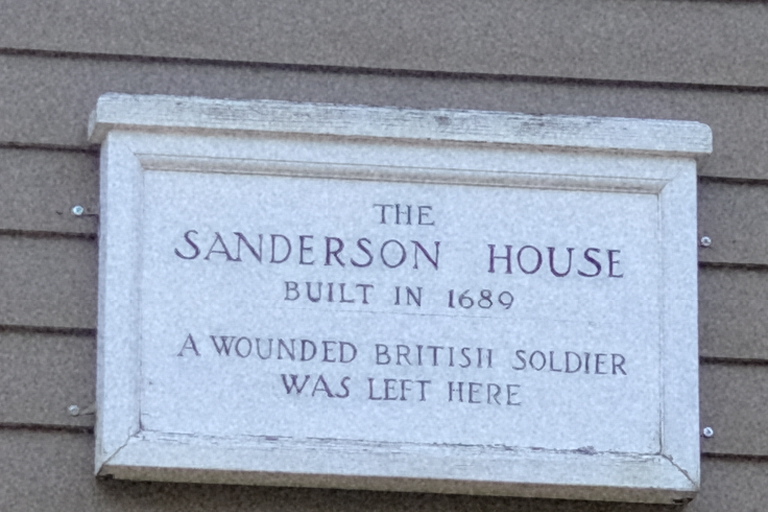 THE
SANDERSON HOUSE
BUILT IN 1689
A WOUNDED BRITISH SOLDIER
WAS LEFT HERE